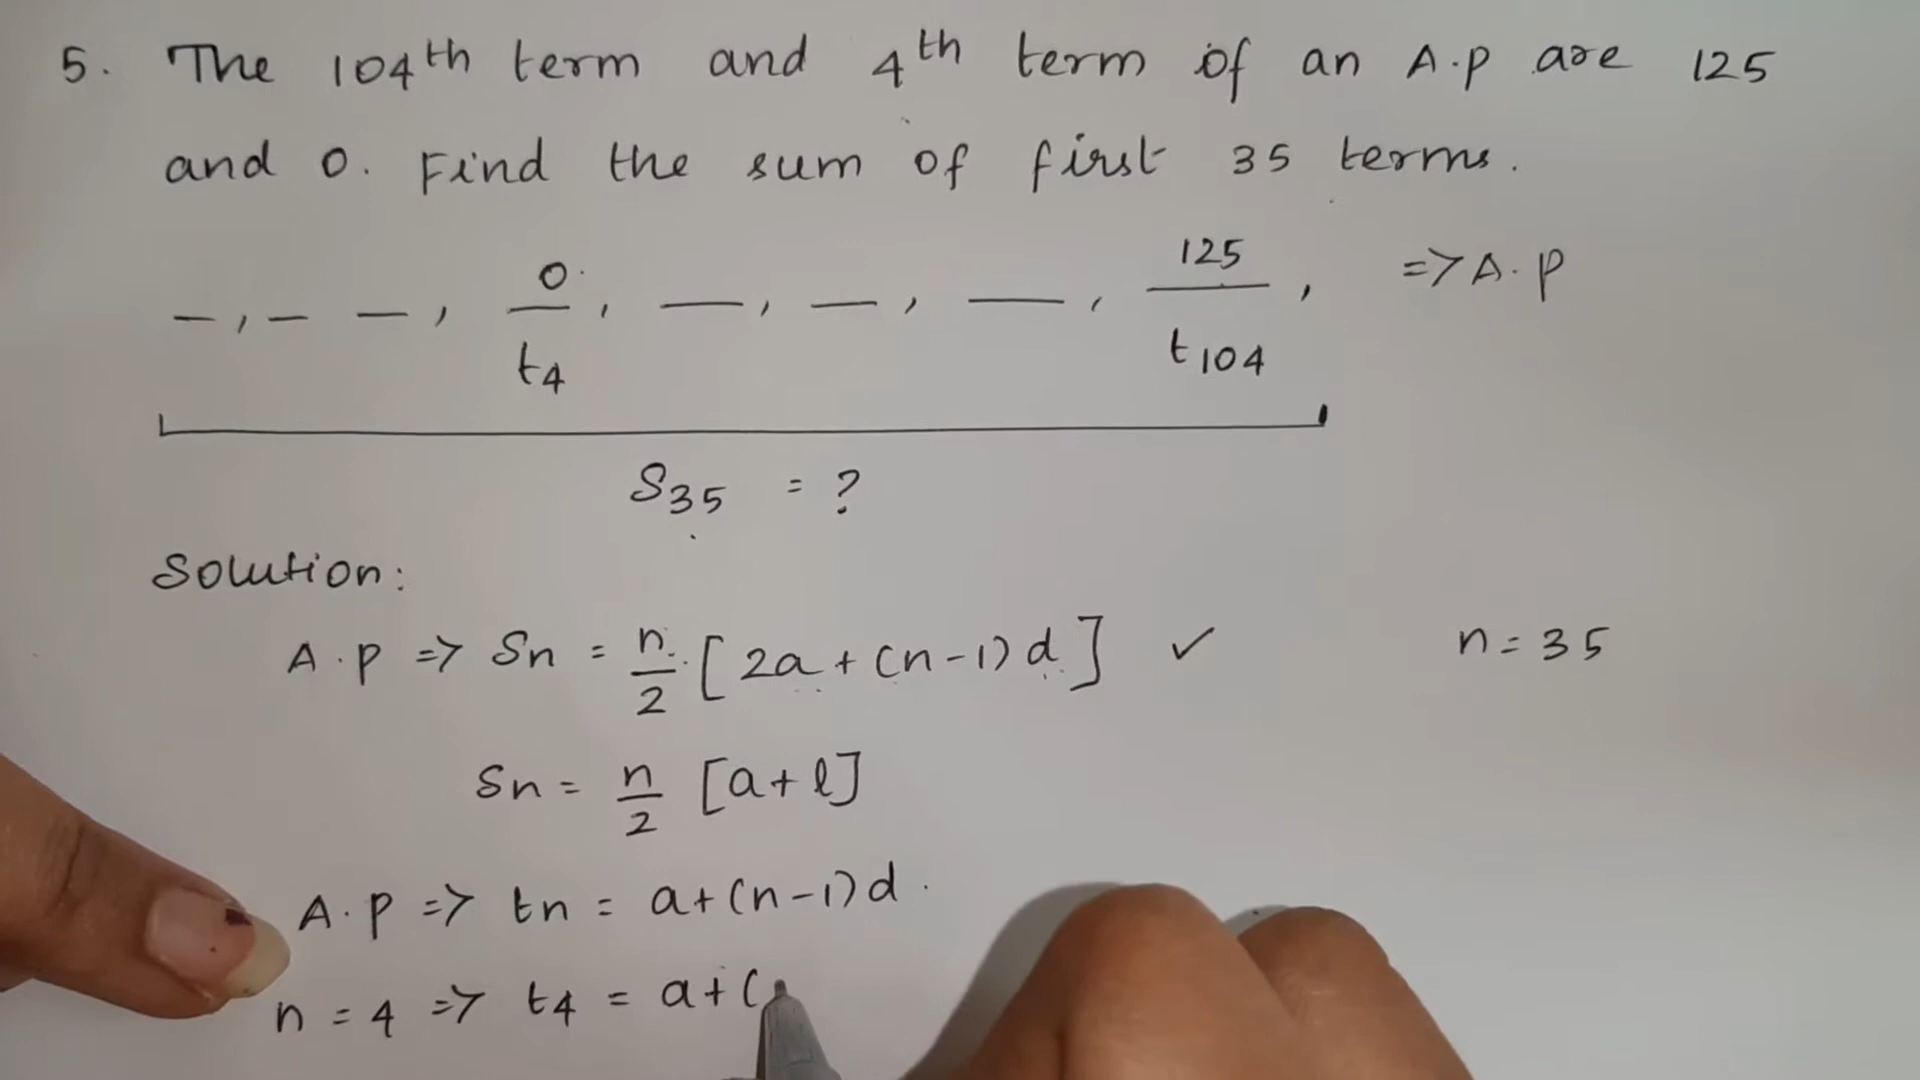 5. The 104th term and 4th term of an A.p are 125
and 0. Find the sum of first 35 terms.
_, _ _, 0/t4, _, _, _, 125/t104, => A.p
S35 = ?
Solution:
A.p => Sn = n/2 [2a + (n-1) d] ✓ n = 35
Sn = n/2 [a + l]
A.p => tn = a + (n-1) d.
n = 4 => t4 = a + (